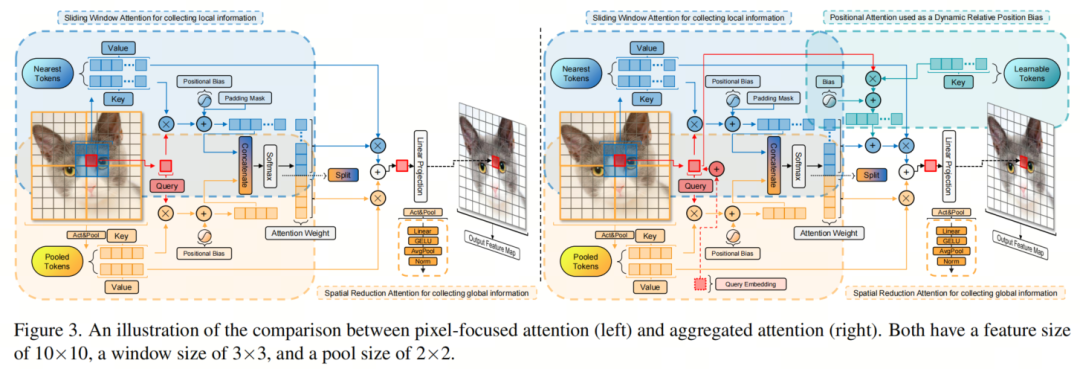 Sliding Window Attention for collecting local information
Value
Nearest Tokens
Key
Positional Bias
Padding Mask
Query
Concatenate
Softmax
Split
Linear Projection
Output Feature Map
Act&Pool
Linear
GELU
AvgPool
Norm
Attention Weight
Positional Bias
Act&Pool
Key
Pooled Tokens
Value
Spatial Reduction Attention for collecting global information
Sliding Window Attention for collecting local information
Positional Attention used as a Dynamic Relative Position Bias
Value
Nearest Tokens
Key
Positional Bias
Padding Mask
Bias
Key
Learnable Tokens
Query
Concatenate
Softmax
Split
Linear Projection
Output Feature Map
Act&Pool
Linear
GELU
AvgPool
Norm
Attention Weight
Positional Bias
Act&Pool
Key
Pooled Tokens
Value
Query Embedding
Spatial Reduction Attention for collecting global information
Figure 3. An illustration of the comparison between pixel-focused attention (left) and aggregated attention (right). Both have a feature size
of 10×10, a window size of 3×3, and a pool size of 2×2.